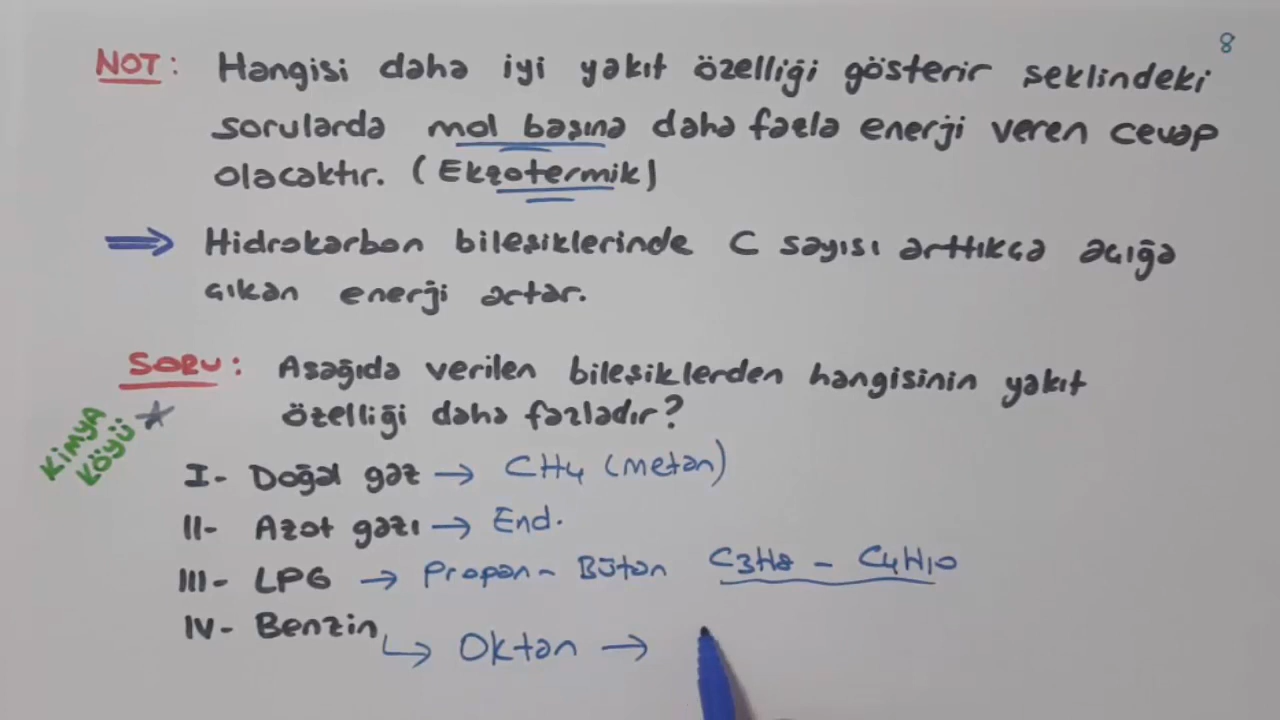 8
NOT: Hangisi daha iyi yakıt özelliği gösterir şeklindeki
sorularda mol başına daha fazla enerji veren cevap
olacaktır. (Ekzotermik)
⇒ Hidrokarbon bileşiklerinde C sayısı arttıkça açığa
çıkan enerji artar.
SORU: Aşağıda verilen bileşiklerden hangisinin yakıt
özelliği daha fazladır?
KİMYA
KÖYÜ
I- Doğal gaz → CH4 (metan)
II- Azot gazı → End.
III- LPG → Propan - Bütan C3H8 - C4H10
IV- Benzin
↳ Oktan →